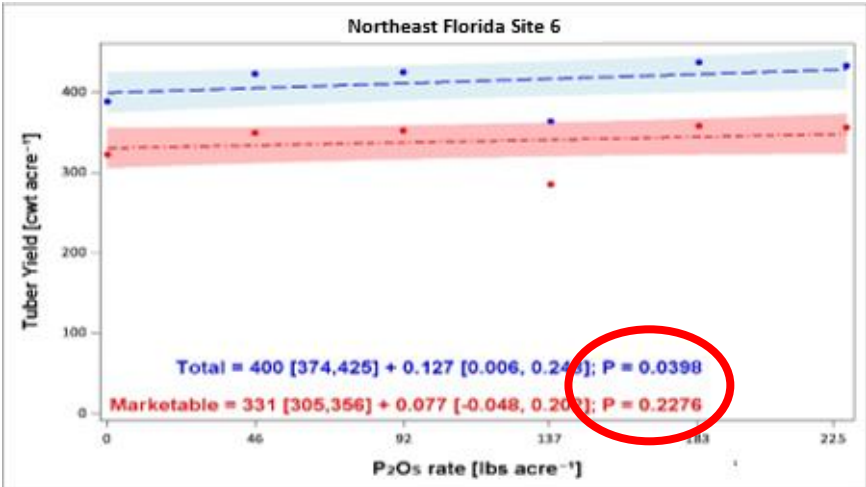 Northeast Florida Site 6
Tuber Yield [cwt acre⁻¹]
400
300
200
100
0
Total = 400 [374,425] + 0.127 [0.006, 0.248]; P = 0.0398
Marketable = 331 [305,356] + 0.077 [-0.048, 0.202]; P = 0.2276
0 46 92 137 183 225
P₂O₅ rate [lbs acre⁻¹]